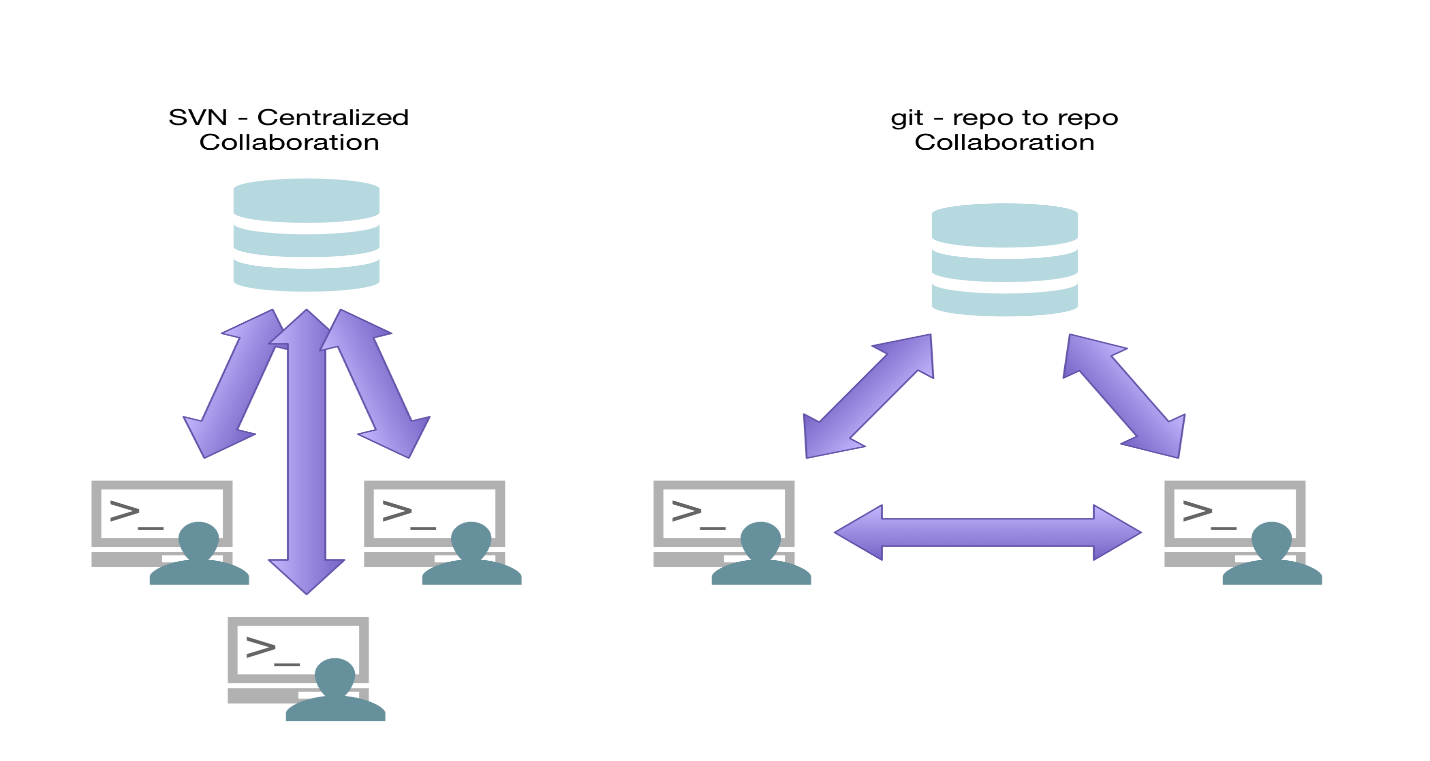 SVN - Centralized
Collaboration
git - repo to repo
Collaboration
>_
>_
>_
>_
>_